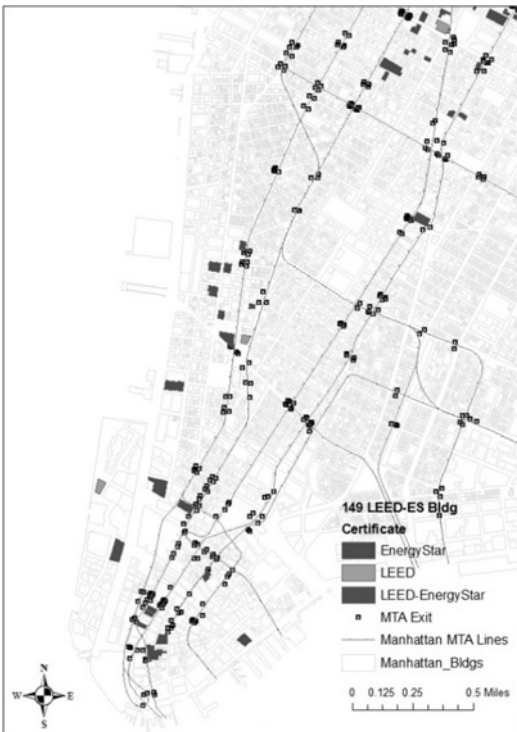 149 LEED-ES Bldg
Certificate
EnergyStar
LEED
LEED-EnergyStar
MTA Exit
Manhattan MTA Lines
Manhattan_Bldgs
N
W E
S
0 0.125 0.25 0.5 Miles